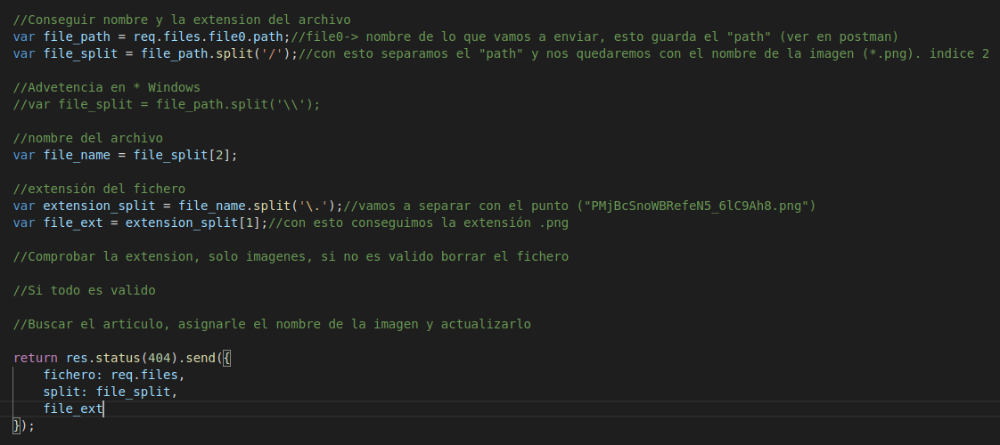 //Conseguir nombre y la extension del archivo
var file_path = req.files.file0.path;//file0-> nombre de lo que vamos a enviar, esto guarda el "path" (ver en postman)
var file_split = file_path.split('/');//con esto separamos el "path" y nos quedaremos con el nombre de la imagen (*.png). indice 2
//Advetencia en * Windows
//var file_split = file_path.split('\\');
//nombre del archivo
var file_name = file_split[2];
//extensión del fichero
var extension_split = file_name.split('\.');//vamos a separar con el punto ("PMjBcSnoWBRefeN5_6lC9Ah8.png")
var file_ext = extension_split[1];//con esto conseguimos la extensión .png
//Comprobar la extension, solo imagenes, si no es valido borrar el fichero
//Si todo es valido
//Buscar el articulo, asignarle el nombre de la imagen y actualizarlo
return res.status(404).send({
fichero: req.files,
split: file_split,
file_ext
});